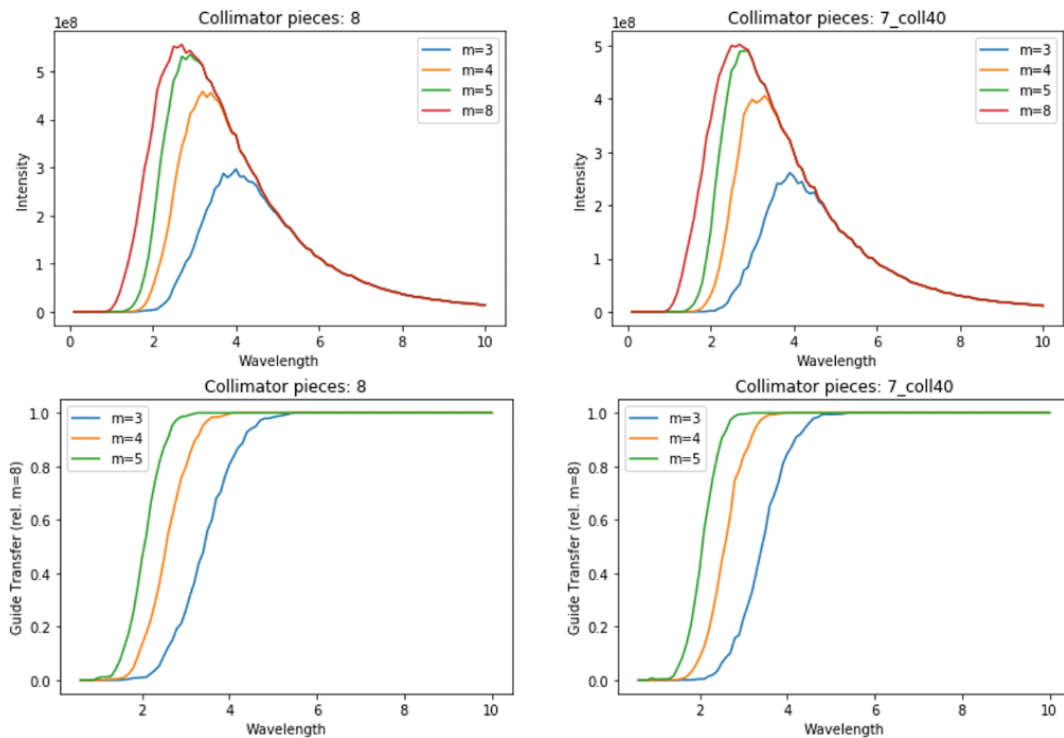 Collimator pieces: 8
1e8
Intensity
5
4
3
2
1
0
m=3
m=4
m=5
m=8
0 2 4 6 8 10
Wavelength
Collimator pieces: 7_coll40
1e8
Intensity
5
4
3
2
1
0
m=3
m=4
m=5
m=8
0 2 4 6 8 10
Wavelength
Collimator pieces: 8
Guide Transfer (rel. m=8)
1.0
0.8
0.6
0.4
0.2
0.0
m=3
m=4
m=5
2 4 6 8 10
Wavelength
Collimator pieces: 7_coll40
Guide Transfer (rel. m=8)
1.0
0.8
0.6
0.4
0.2
0.0
m=3
m=4
m=5
2 4 6 8 10
Wavelength